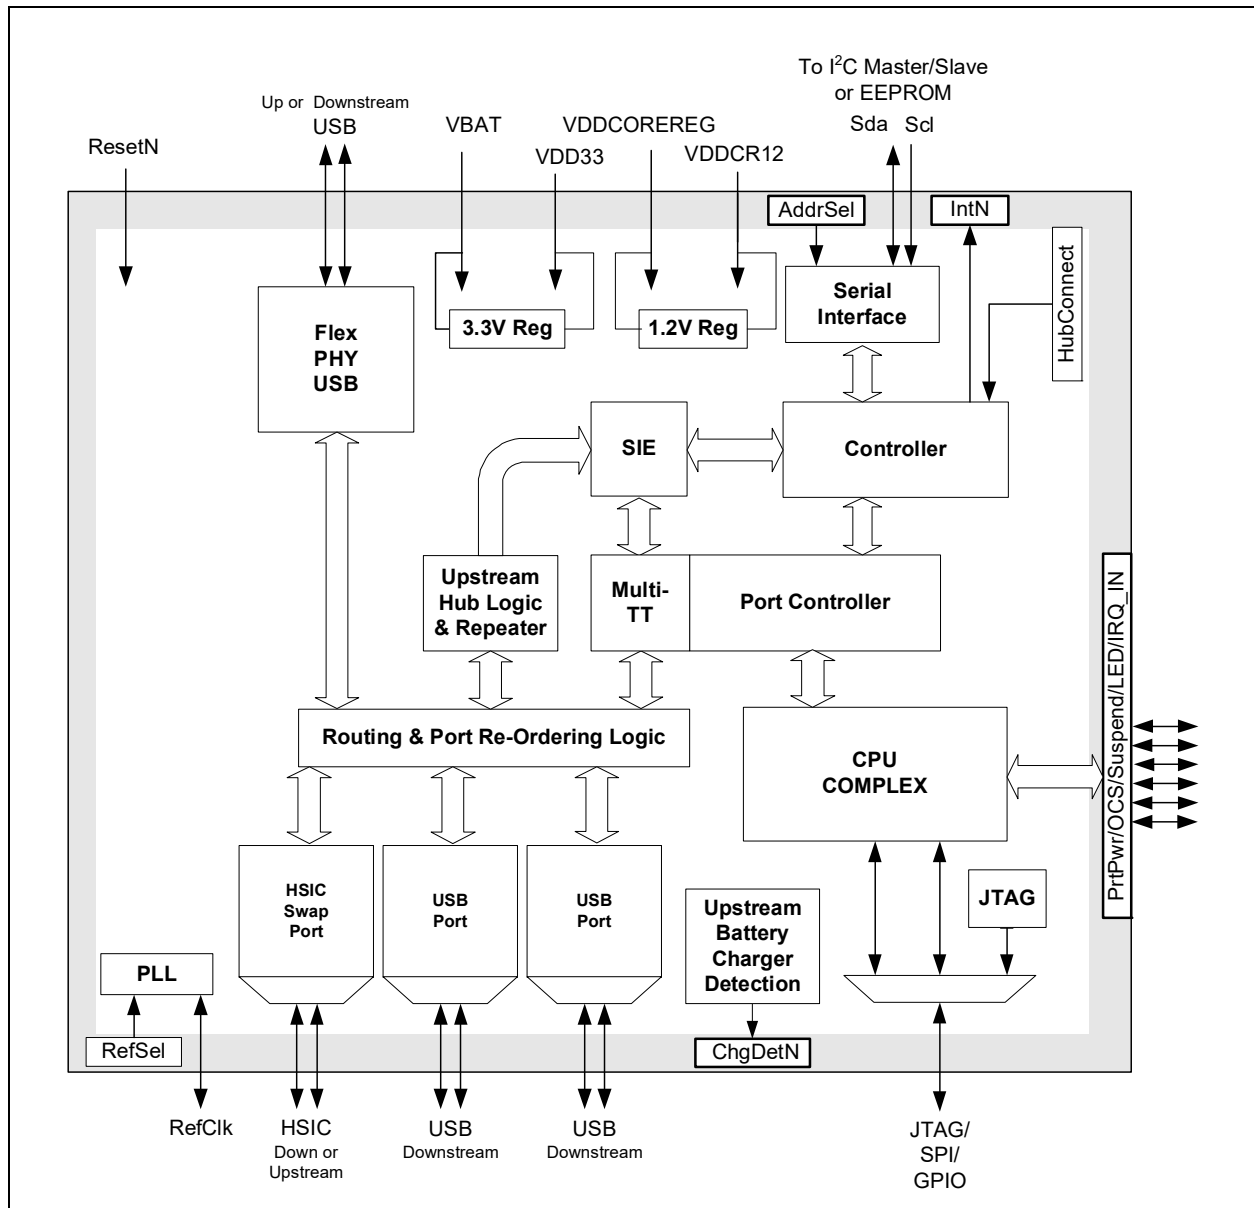 To I²C Master/Slave
or EEPROM
Up or Downstream
USB
VBAT
VDDCOREREG
Sda
Scl
ResetN
VDD33
VDDCR12
AddrSel
IntN
HubConnect
Serial
Interface
Flex
PHY
USB
3.3V Reg
1.2V Reg
SIE
Controller
Upstream
Hub Logic
& Repeater
Multi-
TT
Port Controller
PrtPwr/OCS/Suspend/LED/IRQ_IN
Routing & Port Re-Ordering Logic
CPU
COMPLEX
HSIC
Swap
Port
USB
Port
USB
Port
Upstream
Battery
Charger
Detection
JTAG
PLL
RefSel
ChgDetN
RefClk
HSIC
Down or
Upstream
USB
Downstream
USB
Downstream
JTAG/
SPI/
GPIO